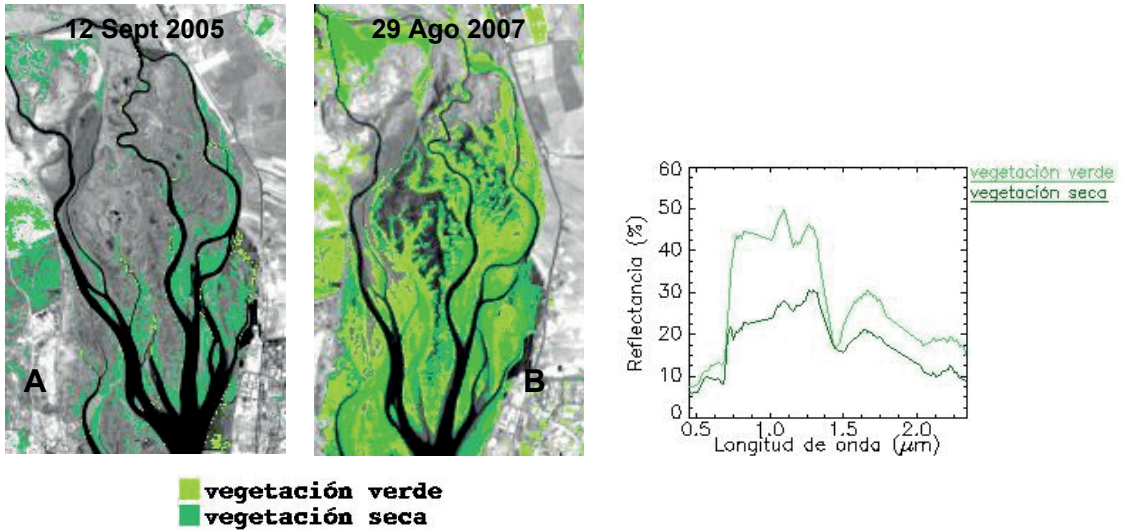 12 Sept 2005
29 Ago 2007
A
B
vegetación verde
vegetación seca
vegetación verde
vegetación seca
Reflectancia (%)
60
50
40
30
20
10
0
0.5 1.0 1.5 2.0
Longitud de onda (μm)